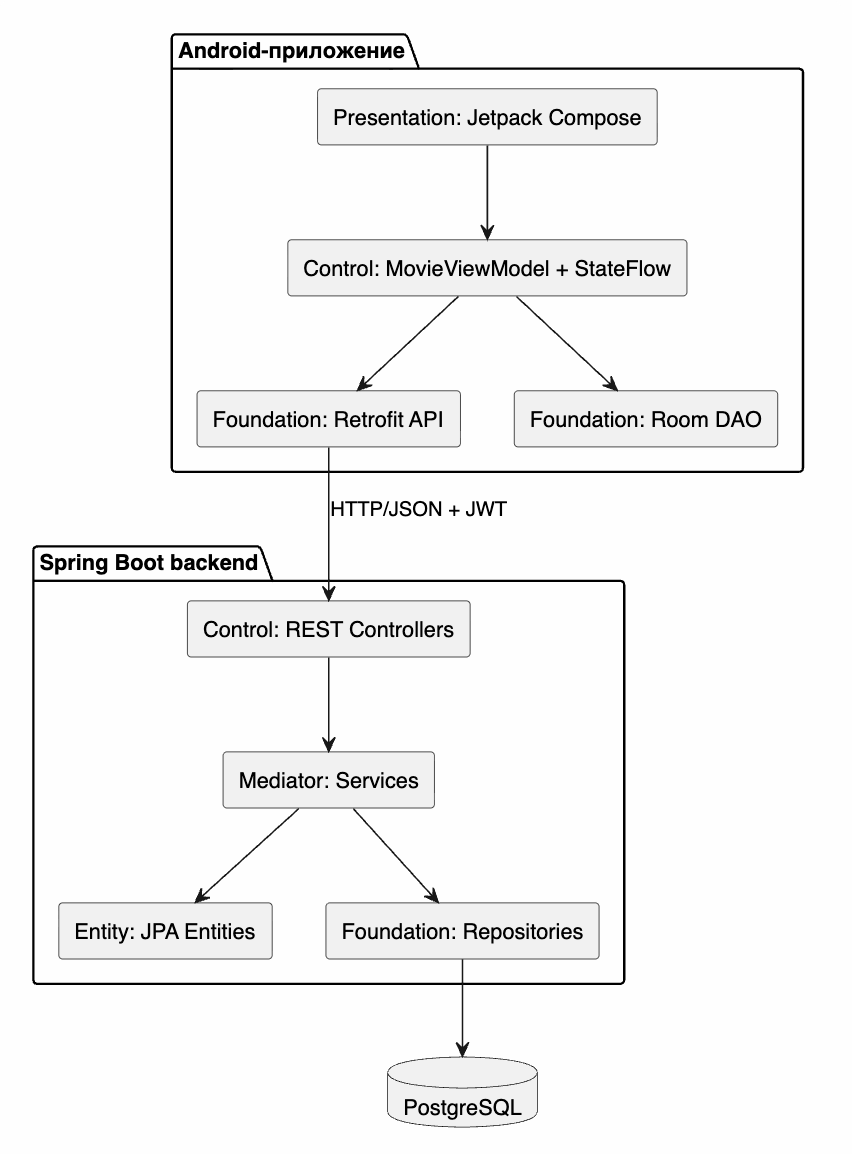 Android-приложение
Presentation: Jetpack Compose
Control: MovieViewModel + StateFlow
Foundation: Retrofit API
Foundation: Room DAO
HTTP/JSON + JWT
Spring Boot backend
Control: REST Controllers
Mediator: Services
Entity: JPA Entities
Foundation: Repositories
PostgreSQL